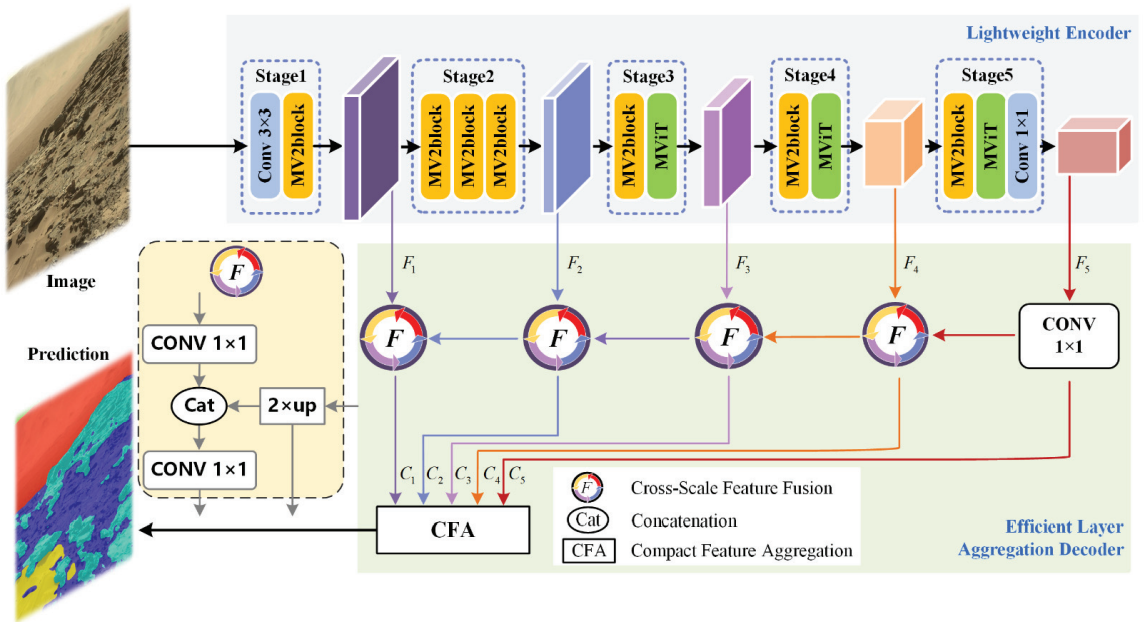 Lightweight Encoder
Stage1
Conv 3×3
MV2block
Stage2
MV2block
MV2block
MV2block
Stage3
MV2block
MViT
Stage4
MV2block
MViT
Stage5
MV2block
MViT
Conv 1×1
Image
F1
F2
F3
F4
F5
F
CONV 1×1
Cat
2×up
CONV 1×1
F
F
F
F
CONV
1×1
Prediction
C1
C2
C3
C4
C5
CFA
F Cross-Scale Feature Fusion
Cat Concatenation
CFA Compact Feature Aggregation
Efficient Layer
Aggregation Decoder